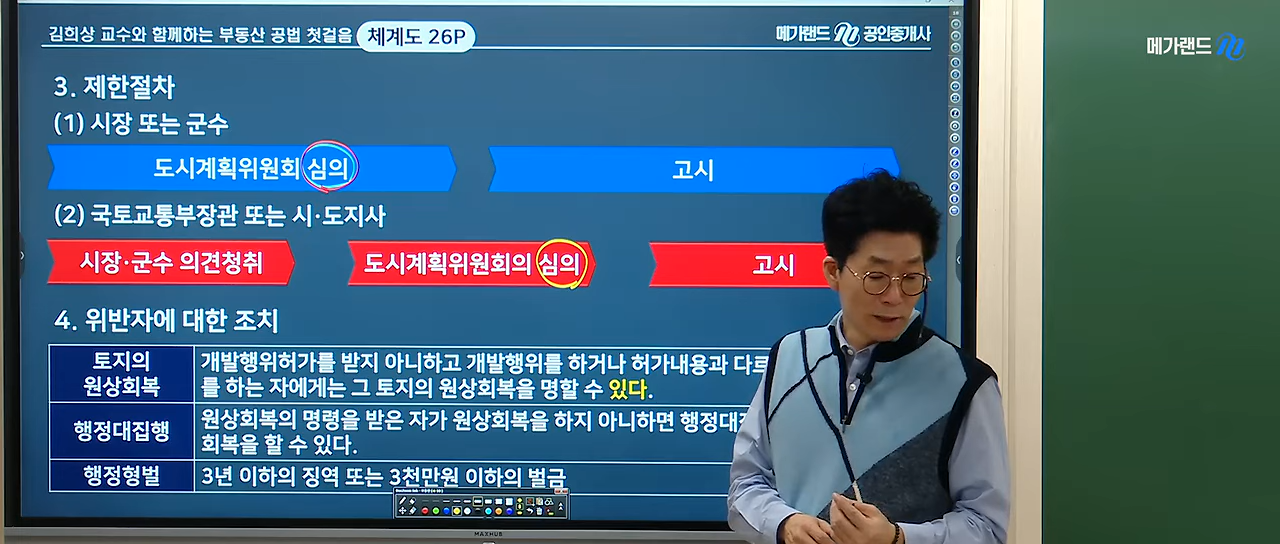 김희상 교수와 함께하는 부동산 공법 첫걸음 체계도 26P
메가랜드 공인중개사
메가랜드
3. 제한절차
(1) 시장 또는 군수
도시계획위원회 심의
고시
(2) 국토교통부장관 또는 시·도지사
시장·군수 의견청취
도시계획위원회의 심의
고시
4. 위반자에 대한 조치
토지의
원상회복
개발행위허가를 받지 아니하고 개발행위를 하거나 허가내용과 다르
를 하는 자에게는 그 토지의 원상회복을 명할 수 있다.
행정대집행
원상회복의 명령을 받은 자가 원상회복을 하지 아니하면 행정대집
회복을 할 수 있다.
행정형벌
3년 이하의 징역 또는 3천만원 이하의 벌금
MAXHUB